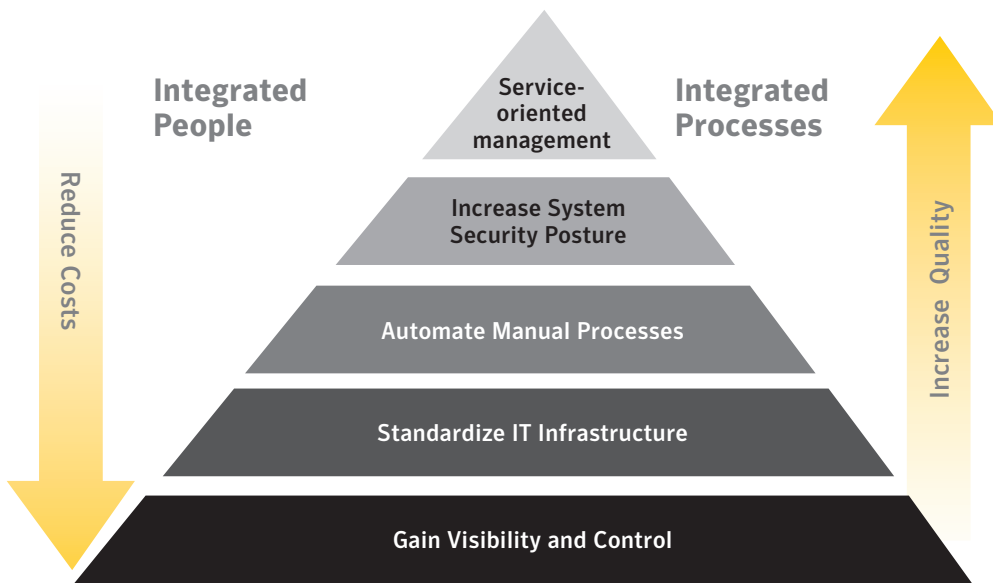 Integrated
People
Service-
oriented
management
Integrated
Processes
Reduce Costs
Increase System
Security Posture
Increase Quality
Automate Manual Processes
Standardize IT Infrastructure
Gain Visibility and Control